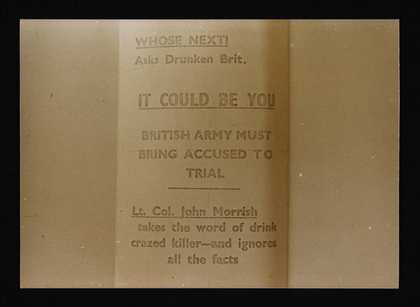 WHOSE NEXT!
Asks Drunken Brit.
IT COULD BE YOU
BRITISH ARMY MUST
BRING ACCUSED TO
TRIAL
Lt. Col. John Morrish
takes the word of drink
crazed killer—and ignores
all the facts